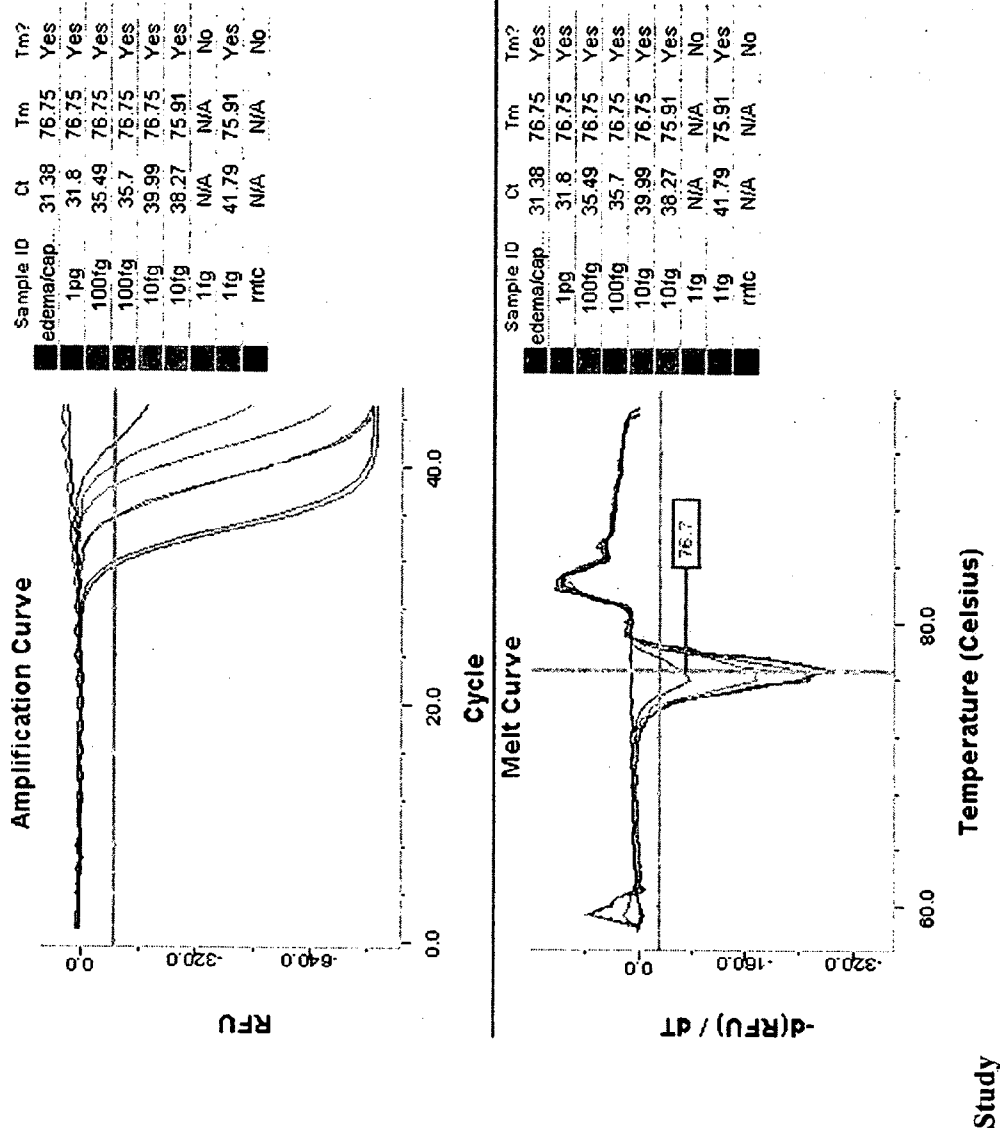 Amplification Curve
RFU
0.0
-320.0
-640.0
0.0
20.0
40.0
Cycle
Sample ID Ct Tm Tm?
edema/cap... 31.38 76.75 Yes
1pg 31.8 76.75 Yes
100fg 35.49 76.75 Yes
100fg 35.7 76.75 Yes
10fg 39.99 76.75 Yes
10fg 38.27 75.91 Yes
1fg N/A N/A No
1fg 41.79 75.91 Yes
rntc N/A N/A No
Melt Curve
-d(RFU) / dT
0.0
-160.0
-320.0
76.7
60.0
80.0
Temperature (Celsius)
Sample ID Ct Tm Tm?
edema/cap... 31.38 76.75 Yes
1pg 31.8 76.75 Yes
100fg 35.49 76.75 Yes
100fg 35.7 76.75 Yes
10fg 39.99 76.75 Yes
10fg 38.27 75.91 Yes
1fg N/A N/A No
1fg 41.79 75.91 Yes
rntc N/A N/A No
Study